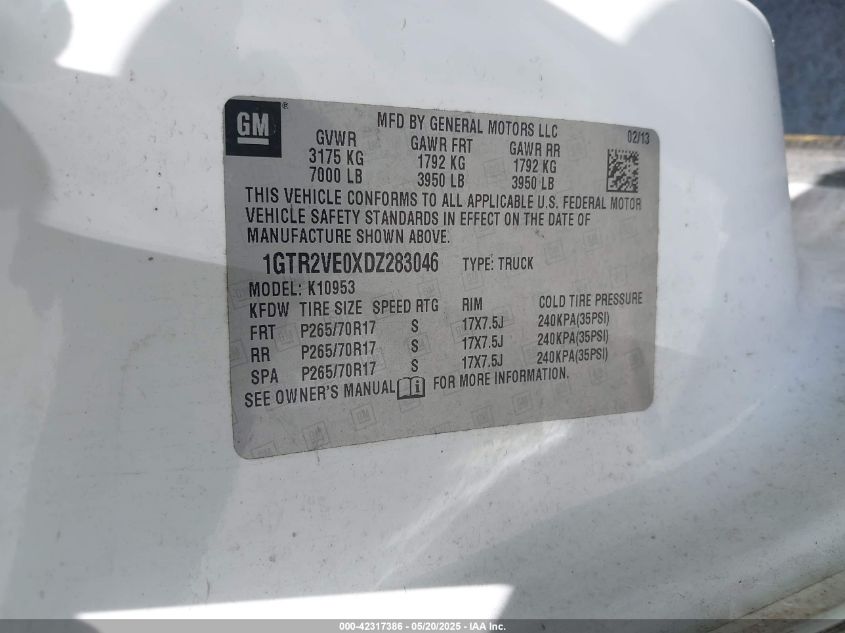 GM®
MFD BY GENERAL MOTORS LLC
02/13
GVWR GAWR FRT GAWR RR
3175 KG 1792 KG 1792 KG
7000 LB 3950 LB 3950 LB
THIS VEHICLE CONFORMS TO ALL APPLICABLE U.S. FEDERAL MOTOR
VEHICLE SAFETY STANDARDS IN EFFECT ON THE DATE OF
MANUFACTURE SHOWN ABOVE.
1GTR2VE0XDZ283046 TYPE: TRUCK
MODEL: K10953
KFDW TIRE SIZE SPEED RTG RIM COLD TIRE PRESSURE
FRT P265/70R17 S 17X7.5J 240KPA(35PSI)
RR P265/70R17 S 17X7.5J 240KPA(35PSI)
SPA P265/70R17 S 17X7.5J 240KPA(35PSI)
SEE OWNER'S MANUAL FOR MORE INFORMATION.
000-42317386 - 05/20/2025 - IAA, Inc.